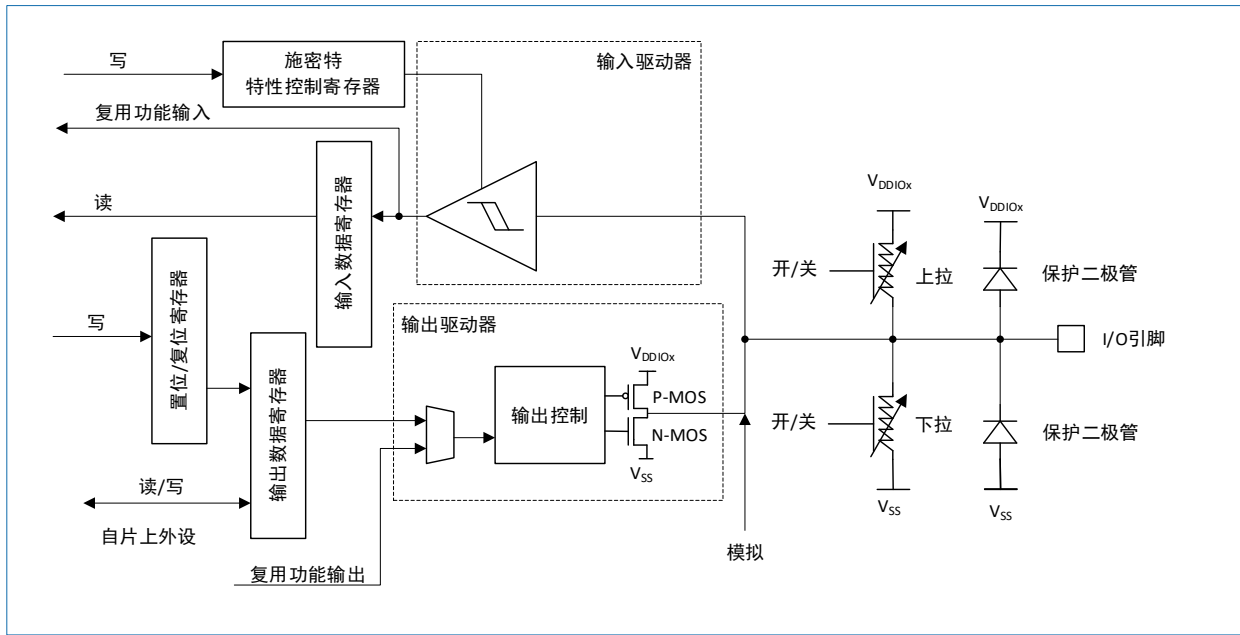 写
施密特
特性控制寄存器
输入驱动器
复用功能输入
读
输入数据寄存器
V_DDIOx
V_DDIOx
开/关
上拉
保护二极管
写
置位/复位寄存器
输出数据寄存器
输出驱动器
V_DDIOx
P-MOS
输出控制
N-MOS
V_SS
I/O引脚
开/关
下拉
保护二极管
V_SS
V_SS
读/写
自片上外设
模拟
复用功能输出